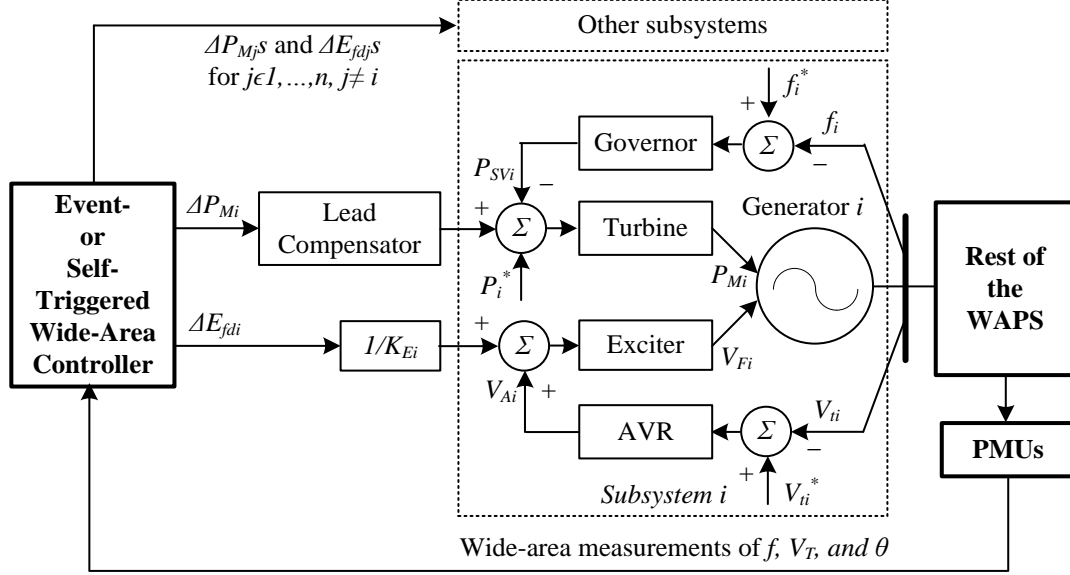 Other subsystems
ΔP_Mjs and ΔE_fdjs
for jϵ1,...,n, j≠ i
f_i*
+
Σ
f_i
−
Governor
P_SVi
−
Event-
or
Self-
Triggered
Wide-Area
Controller
ΔP_Mi
Lead
Compensator
+
Σ
Turbine
Generator i
P_Mi
P_i*
Rest of
the
WAPS
ΔE_fdi
1/K_Ei
+
Σ
Exciter
V_Fi
V_Ai
+
AVR
Σ
V_ti
−
+
V_ti*
PMUs
Subsystem i
Wide-area measurements of f, V_T, and θ